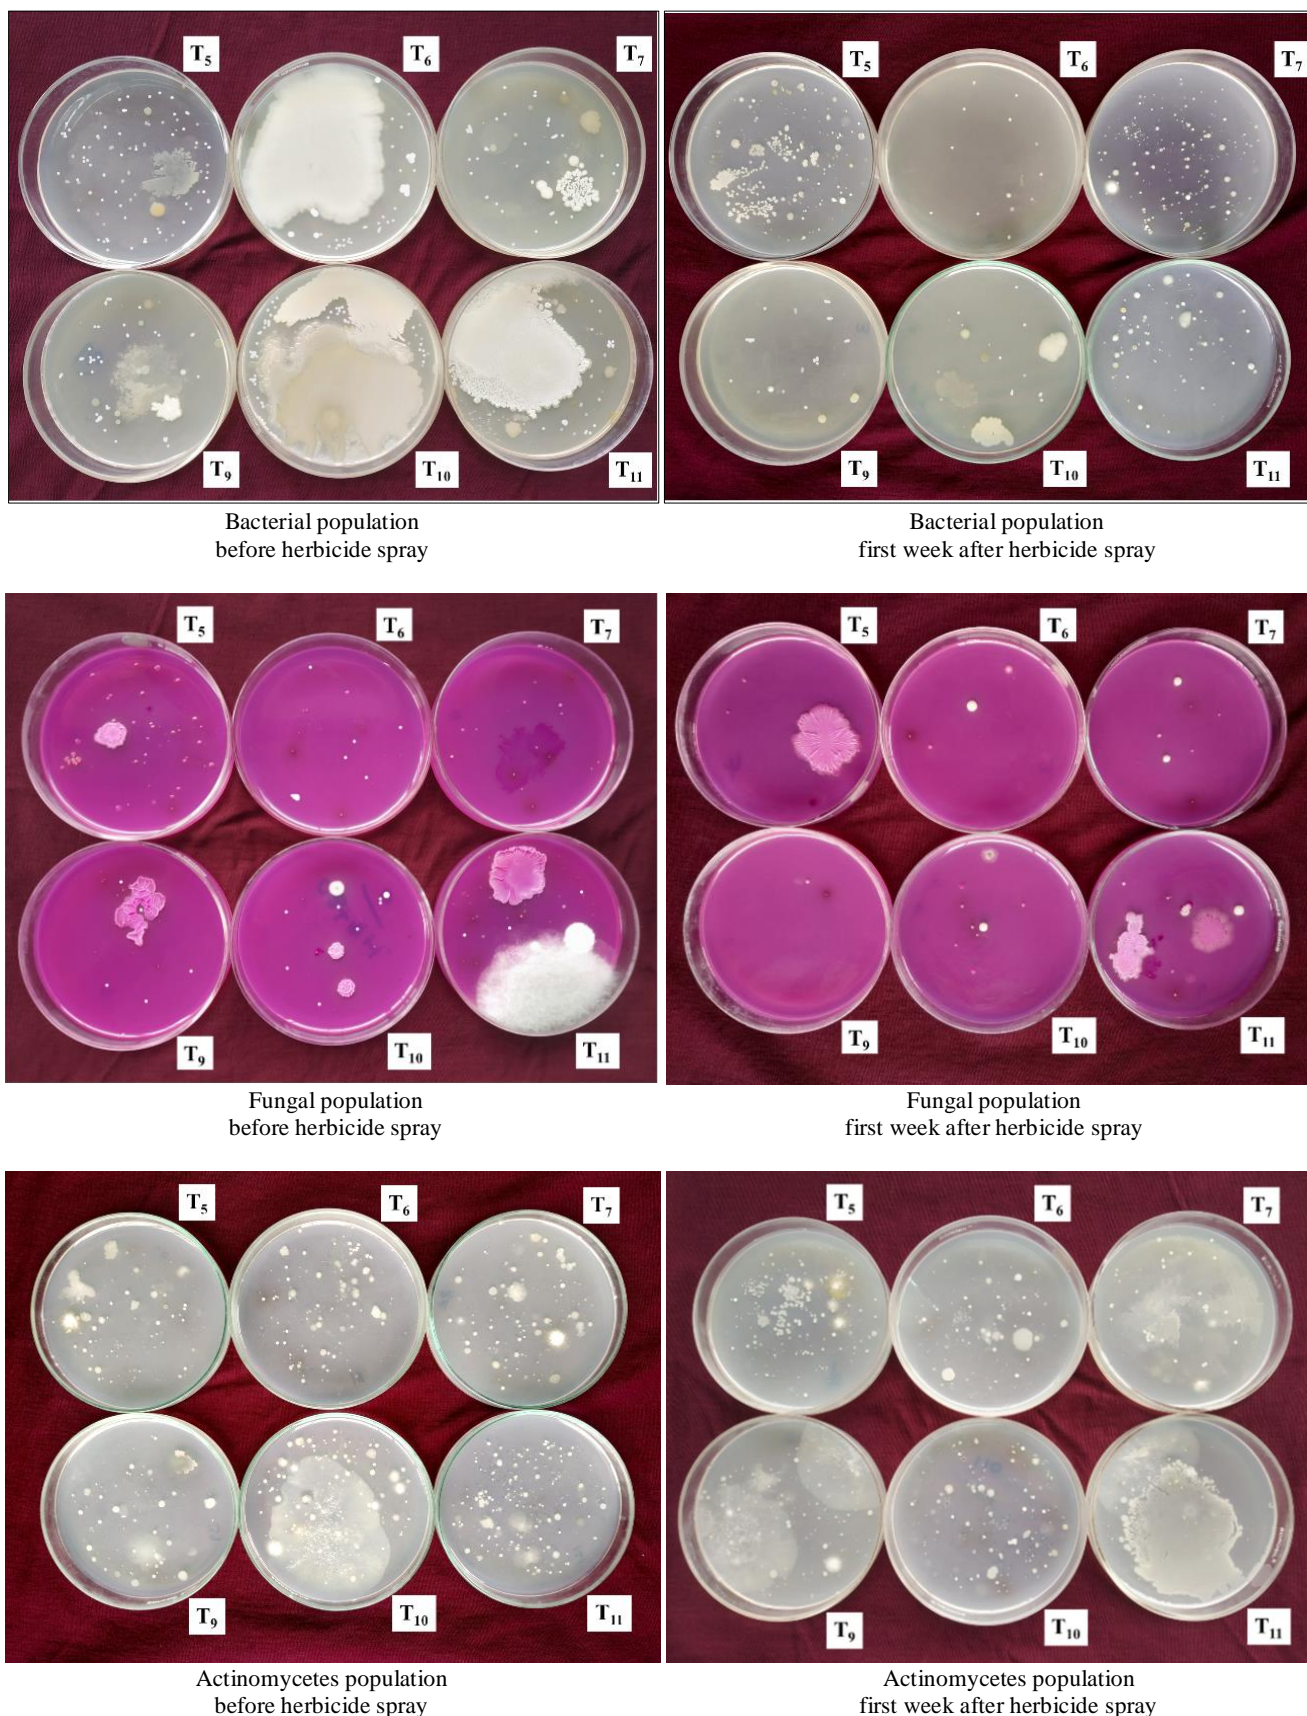 T5
T6
T7
T9
T10
T11
Bacterial population
before herbicide spray
T5
T6
T7
T9
T10
T11
Bacterial population
first week after herbicide spray
T5
T6
T7
T9
T10
T11
Fungal population
before herbicide spray
T5
T6
T7
T9
T10
T11
Fungal population
first week after herbicide spray
T5
T6
T7
T9
T10
T11
Actinomycetes population
before herbicide spray
T5
T6
T7
T9
T10
T11
Actinomycetes population
first week after herbicide spray